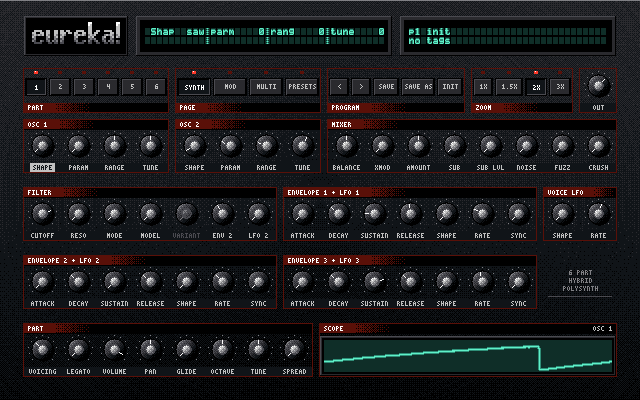 eureka!
Shap saw|parm 0|rang 0|tune 0
p1 init
no tags
1 2 3 4 5 6
SYNTH MOD MULTI PRESETS
< > SAVE SAVE AS INIT
1X 1.5X 2X 3X
OUT
PART PAGE PROGRAM ZOOM
OSC 1 OSC 2 MIXER
SHAPE PARAM RANGE TUNE SHAPE PARAM RANGE TUNE BALANCE XMOD AMOUNT SUB SUB LVL NOISE FUZZ CRUSH
FILTER ENVELOPE 1 + LFO 1 VOICE LFO
CUTOFF RESO MODE MODEL VARIANT ENV 2 LFO 2 ATTACK DECAY SUSTAIN RELEASE SHAPE RATE SYNC SHAPE RATE
ENVELOPE 2 + LFO 2 ENVELOPE 3 + LFO 3
ATTACK DECAY SUSTAIN RELEASE SHAPE RATE SYNC ATTACK DECAY SUSTAIN RELEASE SHAPE RATE SYNC
6 PART
HYBRID
POLYSYNTH
PART SCOPE OSC 1
VOICING LEGATO VOLUME PAN GLIDE OCTAVE TUNE SPREAD